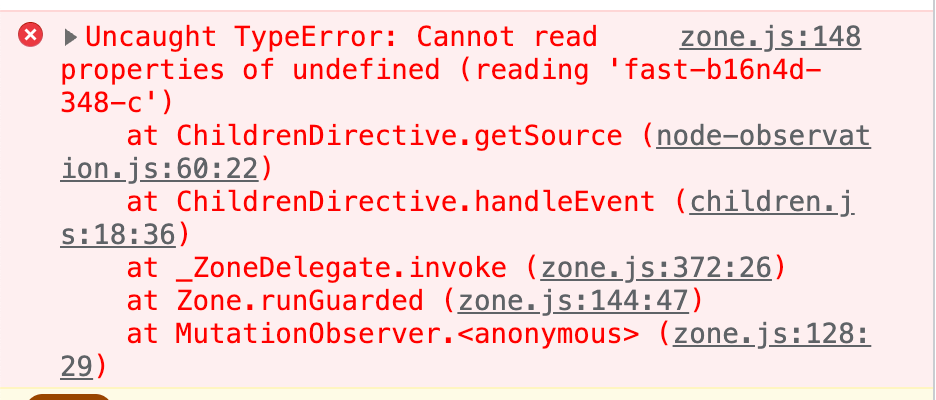 Uncaught TypeError: Cannot read zone.js:148
properties of undefined (reading 'fast-b16n4d-
348-c')
at ChildrenDirective.getSource (node-observat
ion.js:60:22)
at ChildrenDirective.handleEvent (children.j
s:18:36)
at _ZoneDelegate.invoke (zone.js:372:26)
at Zone.runGuarded (zone.js:144:47)
at MutationObserver.<anonymous> (zone.js:128:
29)